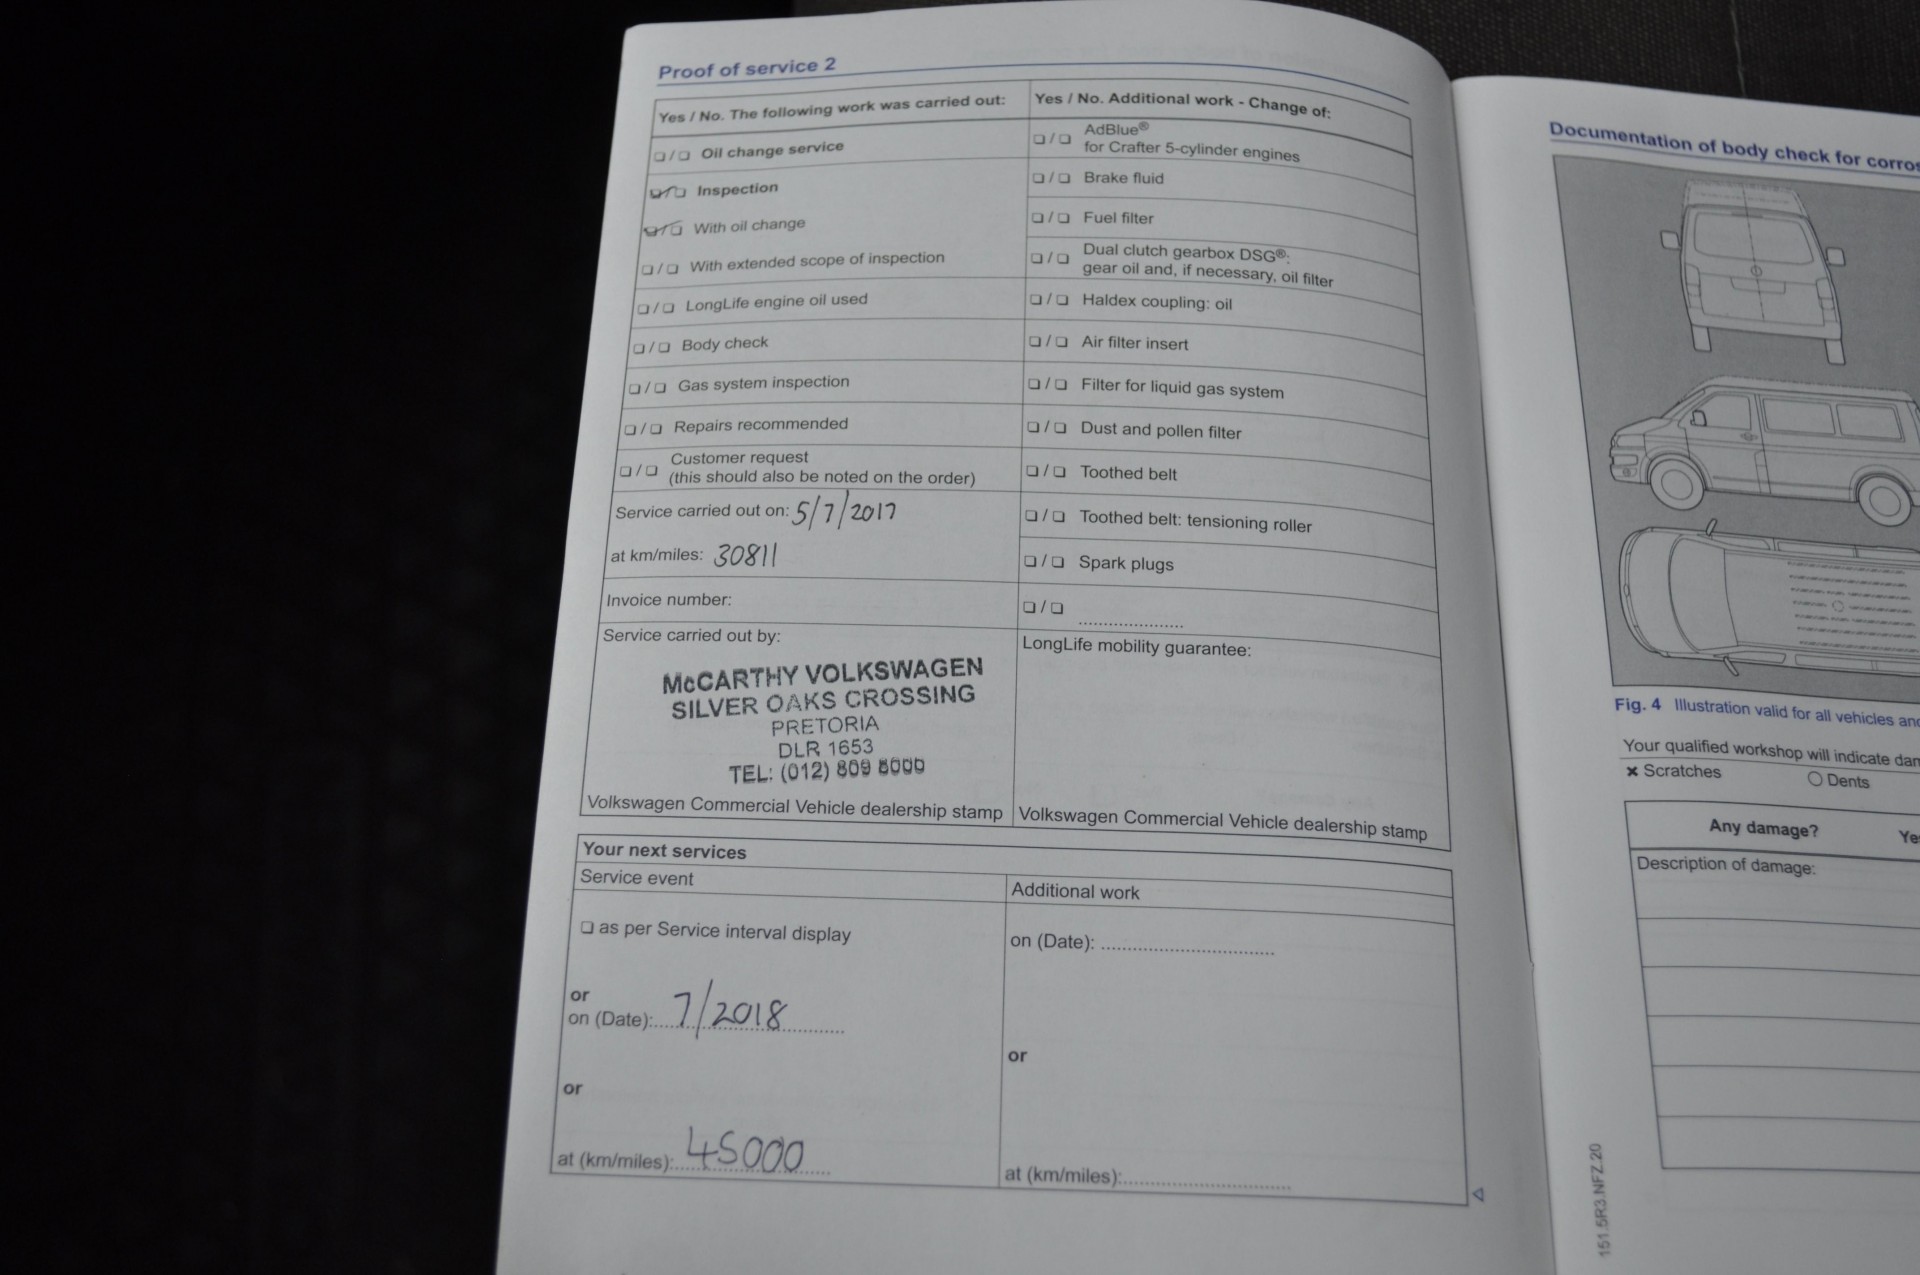 Proof of service 2
Yes / No. The following work was carried out:
❏ / ❏ Oil change service
❏ / ❏ Inspection
❏ / ❏ With oil change
❏ / ❏ With extended scope of inspection
❏ / ❏ LongLife engine oil used
❏ / ❏ Body check
❏ / ❏ Gas system inspection
❏ / ❏ Repairs recommended
❏ / ❏ Customer request
(this should also be noted on the order)
Service carried out on: 5/7/2017
at km/miles: 30811
Invoice number:
Service carried out by:
McCARTHY VOLKSWAGEN
SILVER OAKS CROSSING
PRETORIA
DLR 1653
TEL: (012) 809 8000
Volkswagen Commercial Vehicle dealership stamp
Yes / No. Additional work - Change of:
❏ / ❏ AdBlue®
for Crafter 5-cylinder engines
❏ / ❏ Brake fluid
❏ / ❏ Fuel filter
❏ / ❏ Dual clutch gearbox DSG®:
gear oil and, if necessary, oil filter
❏ / ❏ Haldex coupling: oil
❏ / ❏ Air filter insert
❏ / ❏ Filter for liquid gas system
❏ / ❏ Dust and pollen filter
❏ / ❏ Toothed belt
❏ / ❏ Toothed belt: tensioning roller
❏ / ❏ Spark plugs
❏ / ❏ ....................
LongLife mobility guarantee:
Volkswagen Commercial Vehicle dealership stamp
Your next services
Service event
❏ as per Service interval display
or
on (Date): 7/2018
or
at (km/miles): 45000
Additional work
on (Date): ....................
or
at (km/miles): ....................
Documentation of body check for corros
Fig. 4 Illustration valid for all vehicles and
Your qualified workshop will indicate dam
× Scratches ○ Dents
Any damage? Yes
Description of damage:
151.5R3.NFZ.20